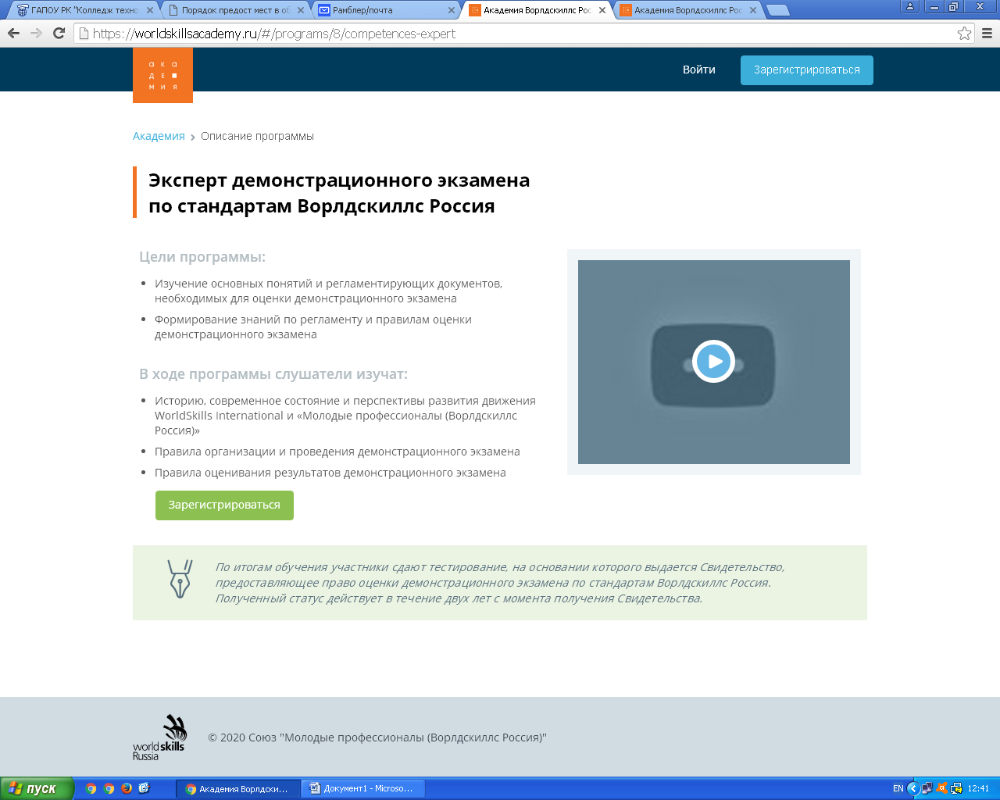 ГАПОУ РК "Колледж техно
Порядок предост мест в об
Рамблер/почта
Академия Ворлдскиллс Рос
Академия Ворлдскиллс Рос
https://worldskillsacademy.ru/#/programs/8/competences-expert
ака
де
мия
Войти
Зарегистрироваться
Академия > Описание программы
Эксперт демонстрационного экзамена
по стандартам Ворлдскиллс Россия
Цели программы:
• Изучение основных понятий и регламентирующих документов,
необходимых для оценки демонстрационного экзамена
• Формирование знаний по регламенту и правилам оценки
демонстрационного экзамена
В ходе программы слушатели изучат:
• Историю, современное состояние и перспективы развития движения
WorldSkills International и «Молодые профессионалы (Ворлдскиллс
Россия)»
• Правила организации и проведения демонстрационного экзамена
• Правила оценивания результатов демонстрационного экзамена
Зарегистрироваться
По итогам обучения участники сдают тестирование, на основании которого выдается Свидетельство,
предоставляющее право оценки демонстрационного экзамена по стандартам Ворлдскиллс Россия.
Полученный статус действует в течение двух лет с момента получения Свидетельства.
worldskills
Russia
© 2020 Союз "Молодые профессионалы (Ворлдскиллс Россия)"
пуск
Академия Ворлдски...
Документ1 - Microso...
EN
12:41